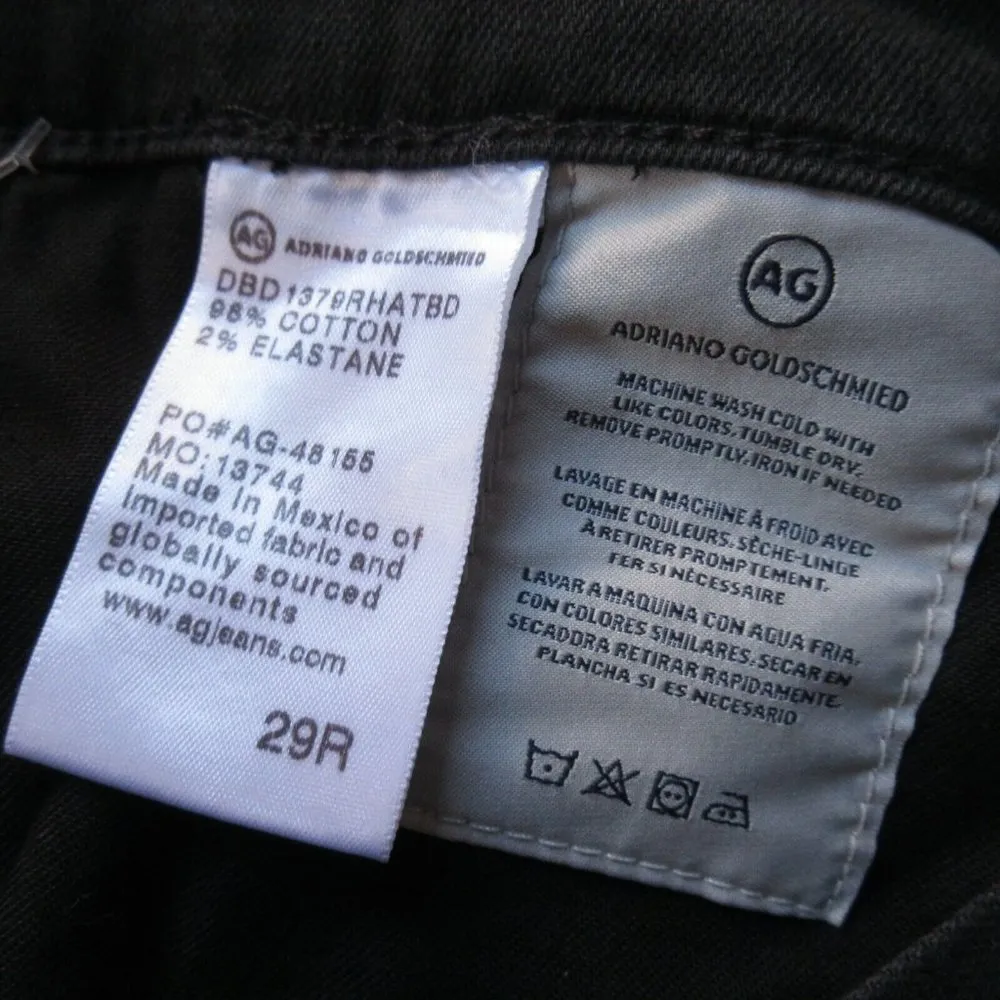 AG ADRIANO GOLDSCHMIED
DBD1379RHATBD
98% COTTON
2% ELASTANE
PO#AG-48155
MO:13744
Made in Mexico of
Imported fabric and
globally sourced
components
www.agjeans.com
29R
AG
ADRIANO GOLDSCHMIED
MACHINE WASH COLD WITH
LIKE COLORS, TUMBLE DRY,
REMOVE PROMPTLY.IRON IF NEEDED
LAVAGE EN MACHINE À FROID AVEC
COMME COULEURS, SÈCHE-LINGE
À RETIRER PROMPTEMENT.
FER SI NÈCESSAIRE
LAVAR A MAQUINA CON AGUA FRIA,
CON COLORES SIMILARES, SECAR EN
SECADORA RETIRAR RAPIDAMENTE.
PLANCHA SI ES NECESARIO